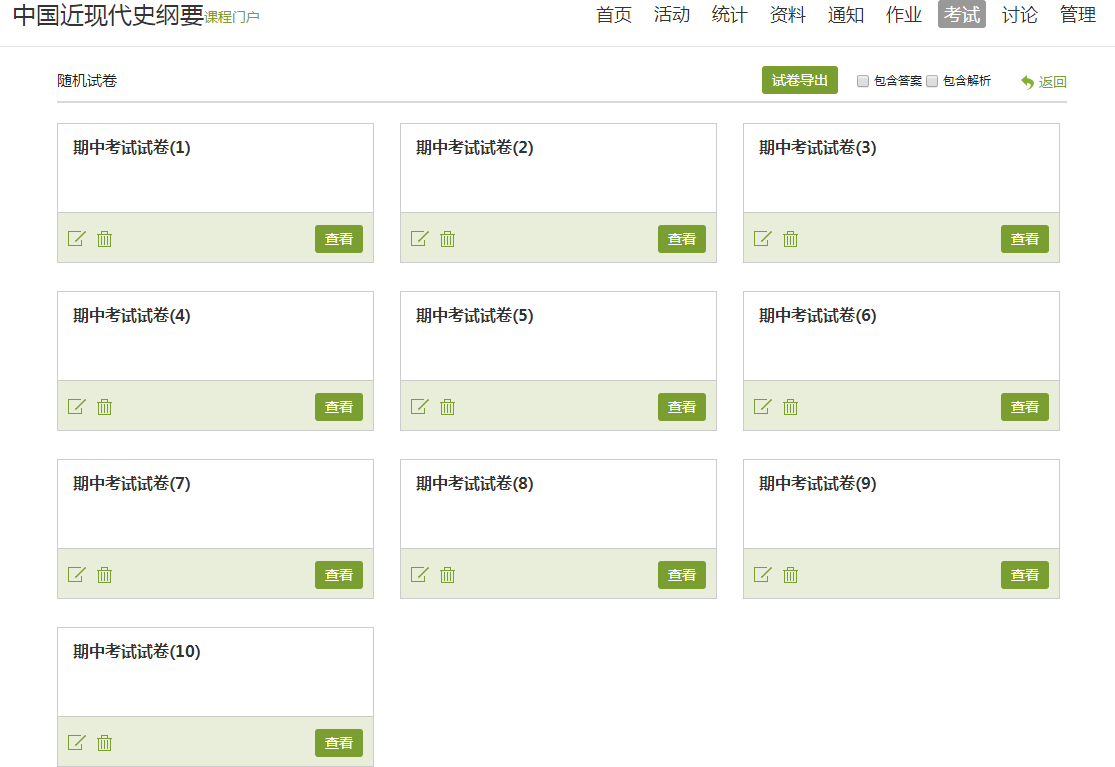 中国近现代史纲要课程门户 首页 活动 统计 资料 通知 作业 考试 讨论 管理
随机试卷 试卷导出 包含答案 包含解析 返回
期中考试试卷(1) 期中考试试卷(2) 期中考试试卷(3)
查看 查看 查看
期中考试试卷(4) 期中考试试卷(5) 期中考试试卷(6)
查看 查看 查看
期中考试试卷(7) 期中考试试卷(8) 期中考试试卷(9)
查看 查看 查看
期中考试试卷(10)
查看